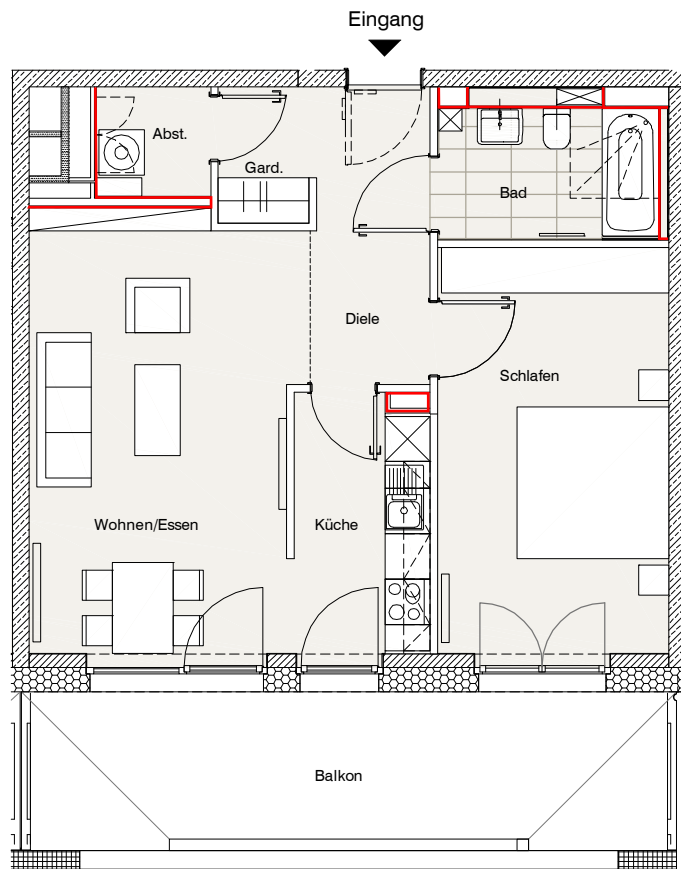 Eingang
Abst.
Gard.
Bad
Diele
Schlafen
Wohnen/Essen
Küche
Balkon